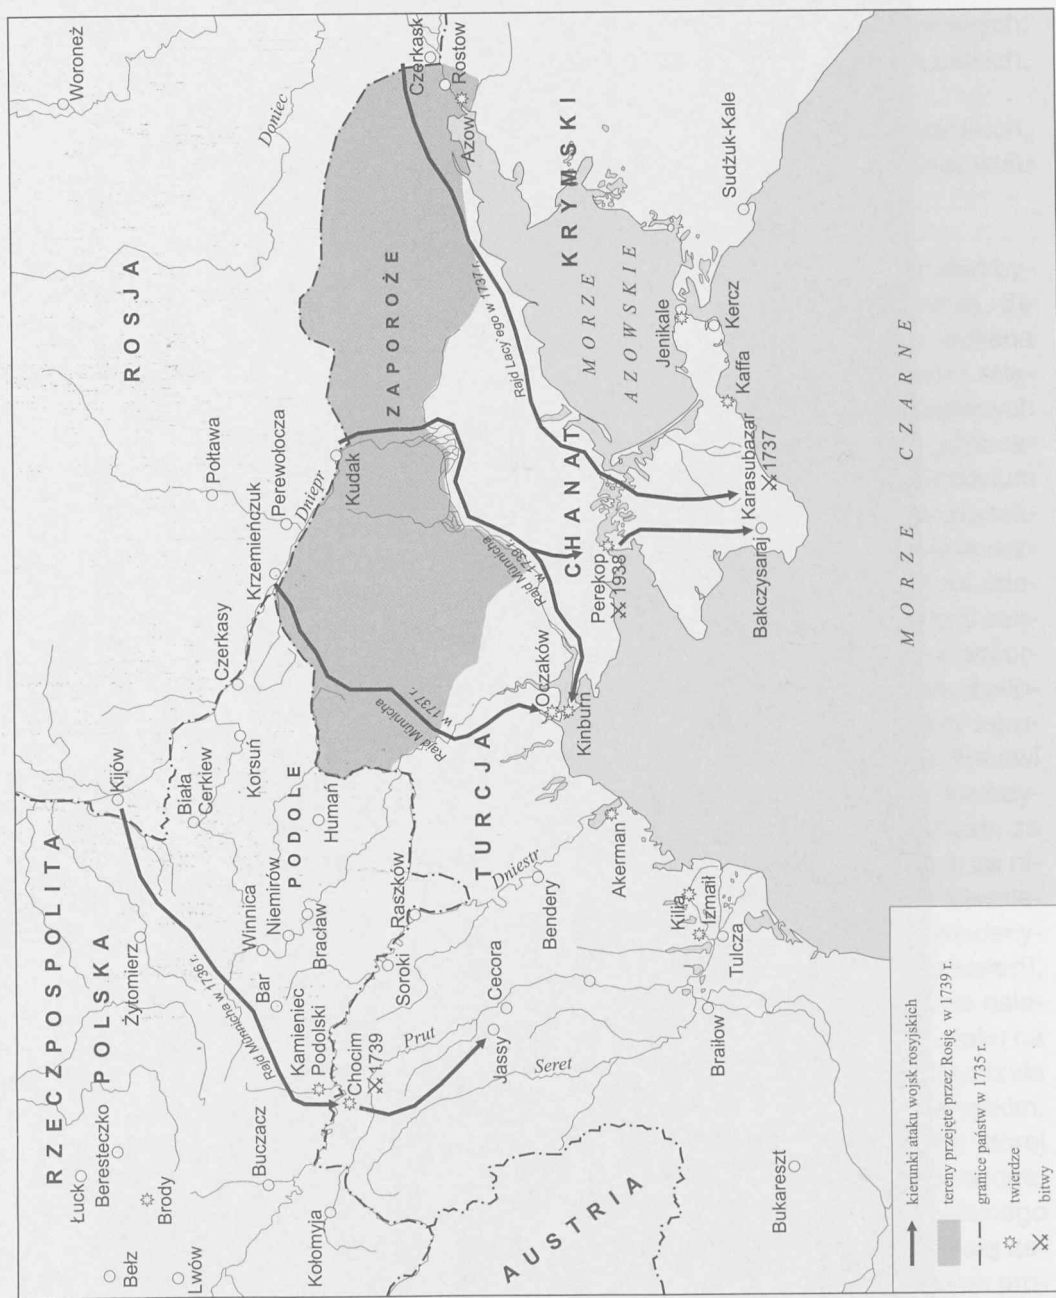 RZECZPOSPOLITA
POLSKA
ROSJA
ZAPOROŻE
PODOLE
TURCJA
CHANAT KRYMSKI
AUSTRIA
MORZE
AZOWSKIE
MORZE CZARNE
Woroneż
Doniec
Czerkask
Rostow
Azow
Połtawa
Perewołocza
Krzemieńczuk
Dniepr
Kudak
Czerkasy
Kijów
Biała
Cerkiew
Korsuń
Humań
Żytomierz
Winnica
Niemirów
Bracław
Bar
Raszków
Soroki
Kamieniec
Podolski
Chocim
1739
Łuck
Beresteczko
Brody
Bełz
Lwów
Buczacz
Kołomyja
Prut
Seret
Dniestr
Cecora
Jassy
Bendery
Akerman
Kilia
Izmaił
Tulcza
Braiłow
Bukareszt
Oczaków
Kinburn
Perekop
1938
Bakczysaraj
Karasubazar
1737
Kaffa
Kercz
Jenikale
Sudżuk-Kale
Rajd Münnicha w 1736 r.
Rajd Münnicha
w 1737 r.
Rajd Münnicha
w 1739 r.
Rajd Lacy'ego w 1737 r.
kierunki ataku wojsk rosyjskich
tereny przejęte przez Rosję w 1739 r.
granice państw w 1735 r.
twierdze
bitwy